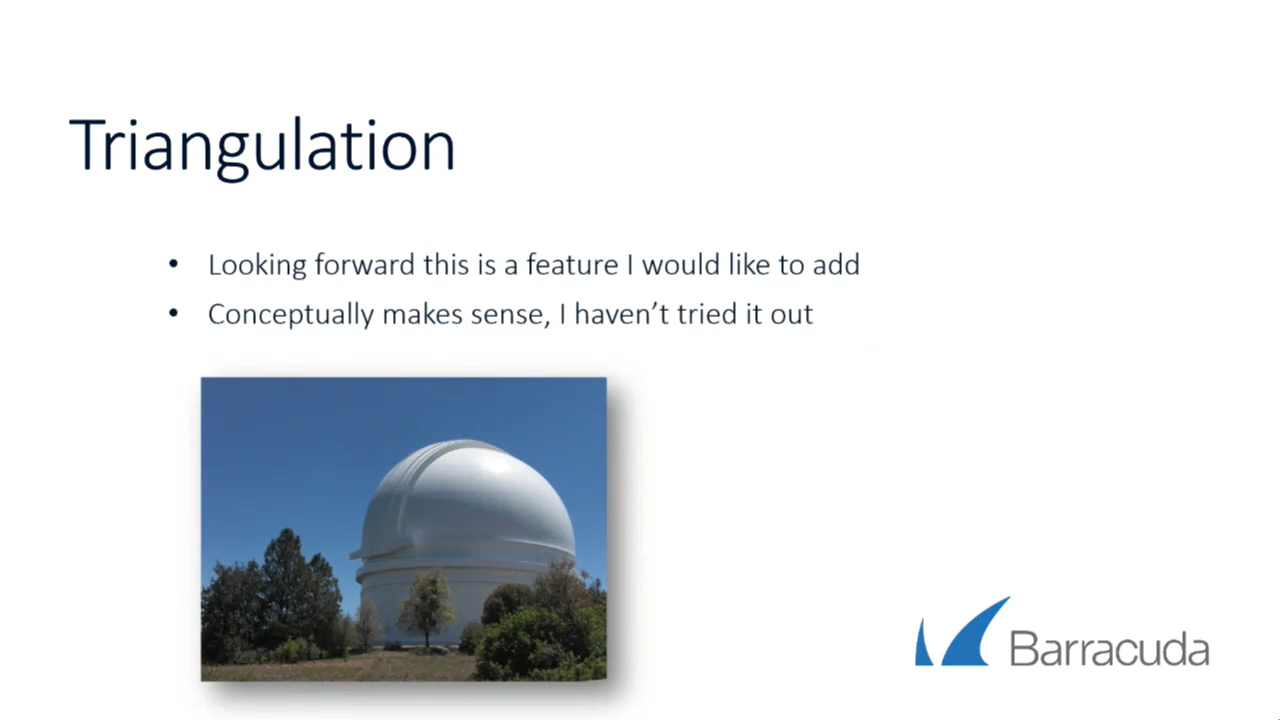 Triangulation
• Looking forward this is a feature I would like to add
• Conceptually makes sense, I haven’t tried it out
Barracuda